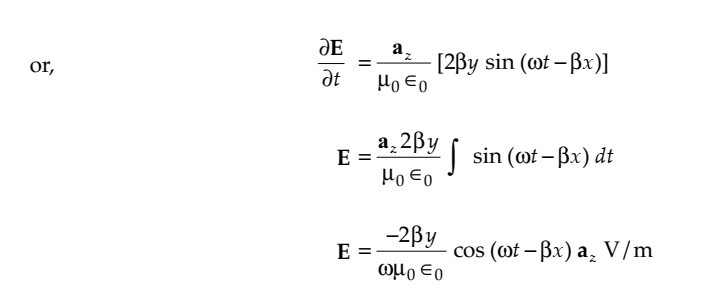 or, ∂E/∂t = a_z/(μ₀ ∈₀) [2βy sin (ωt – βx)]
E = (a_z 2βy)/(μ₀ ∈₀) ∫ sin (ωt – βx) dt
E = (–2βy)/(ωμ₀ ∈₀) cos (ωt – βx) a_z V/m